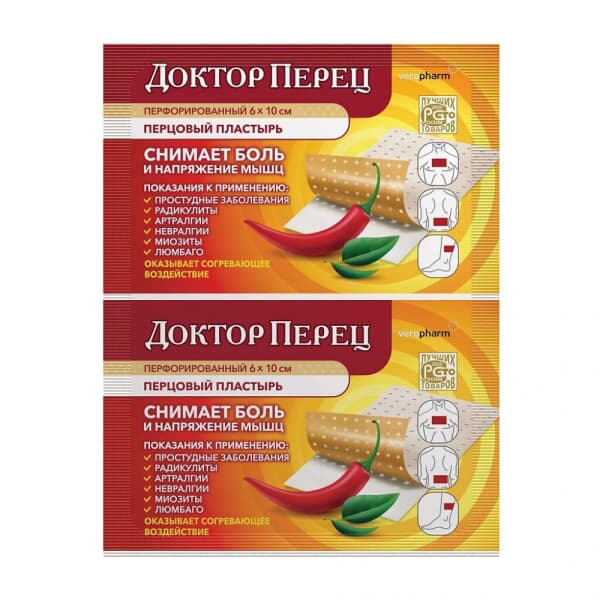 ДОКТОР ПЕРЕЦ
veropharm
ПЕРФОРИРОВАННЫЙ 6 × 10 см
ПЕРЦОВЫЙ ПЛАСТЫРЬ
ЛУЧШИХ
ТОВАРОВ
СНИМАЕТ БОЛЬ
И НАПРЯЖЕНИЕ МЫШЦ
ПОКАЗАНИЯ К ПРИМЕНЕНИЮ:
ПРОСТУДНЫЕ ЗАБОЛЕВАНИЯ
РАДИКУЛИТЫ
АРТРАЛГИИ
НЕВРАЛГИИ
МИОЗИТЫ
ЛЮМБАГО
ОКАЗЫВАЕТ СОГРЕВАЮЩЕЕ
ВОЗДЕЙСТВИЕ
ДОКТОР ПЕРЕЦ
veropharm
ПЕРФОРИРОВАННЫЙ 6 × 10 см
ПЕРЦОВЫЙ ПЛАСТЫРЬ
ЛУЧШИХ
ТОВАРОВ
СНИМАЕТ БОЛЬ
И НАПРЯЖЕНИЕ МЫШЦ
ПОКАЗАНИЯ К ПРИМЕНЕНИЮ:
ПРОСТУДНЫЕ ЗАБОЛЕВАНИЯ
РАДИКУЛИТЫ
АРТРАЛГИИ
НЕВРАЛГИИ
МИОЗИТЫ
ЛЮМБАГО
ОКАЗЫВАЕТ СОГРЕВАЮЩЕЕ
ВОЗДЕЙСТВИЕ